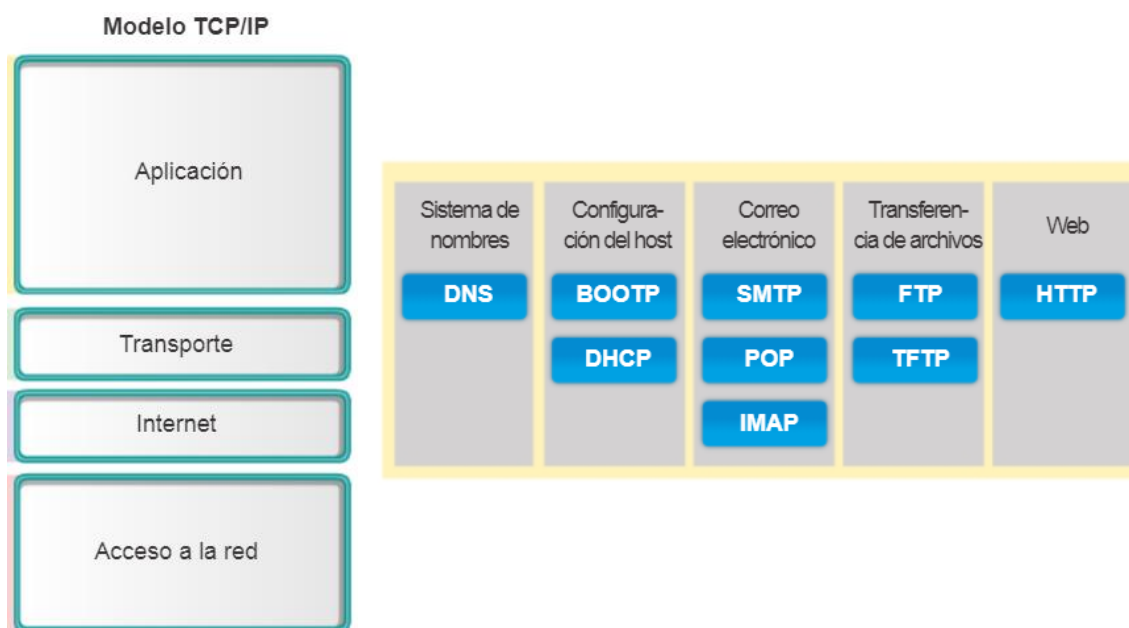 Modelo TCP/IP
Aplicación
Transporte
Internet
Acceso a la red
Sistema de
nombres
DNS
Configura-
ción del host
BOOTP
DHCP
Correo
electrónico
SMTP
POP
IMAP
Transferen-
cia de archivos
FTP
TFTP
Web
HTTP